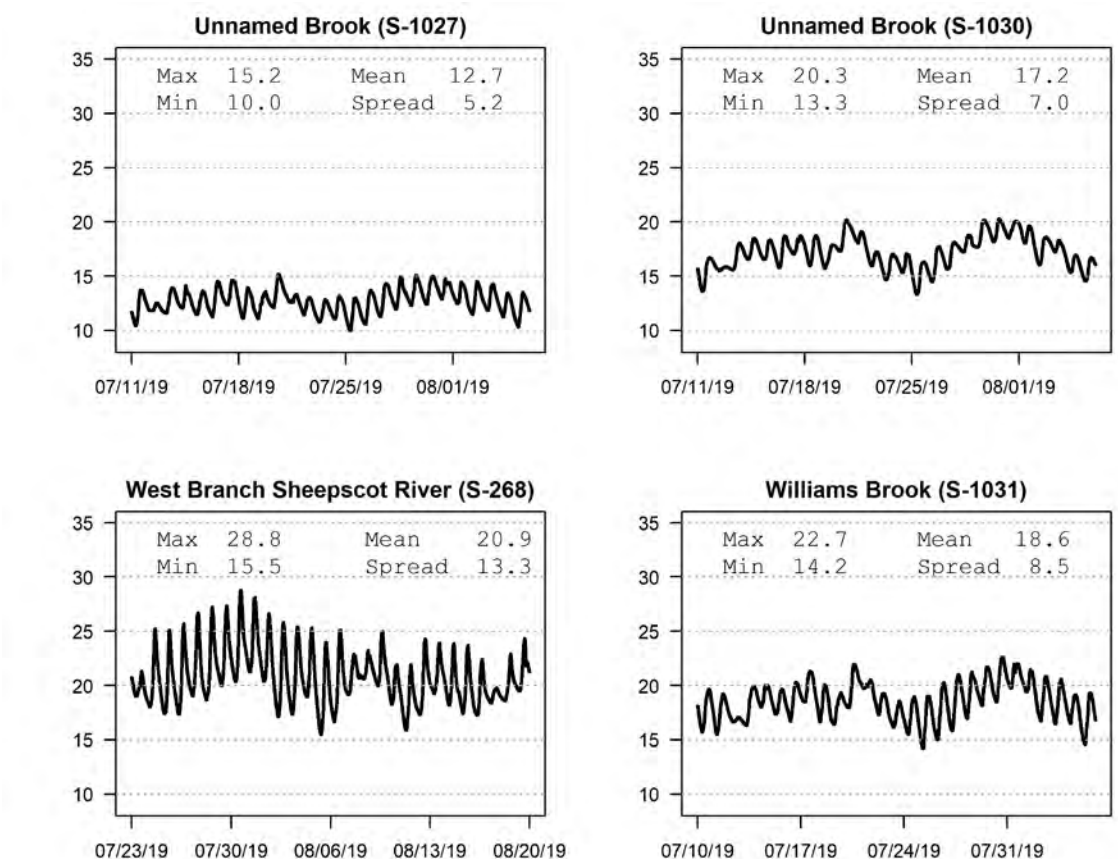 Unnamed Brook (S-1027)
35
30
25
20
15
10
Max 15.2 Mean 12.7
Min 10.0 Spread 5.2
07/11/19 07/18/19 07/25/19 08/01/19
Unnamed Brook (S-1030)
35
30
25
20
15
10
Max 20.3 Mean 17.2
Min 13.3 Spread 7.0
07/11/19 07/18/19 07/25/19 08/01/19
West Branch Sheepscot River (S-268)
35
30
25
20
15
10
Max 28.8 Mean 20.9
Min 15.5 Spread 13.3
07/23/19 07/30/19 08/06/19 08/13/19 08/20/19
Williams Brook (S-1031)
35
30
25
20
15
10
Max 22.7 Mean 18.6
Min 14.2 Spread 8.5
07/10/19 07/17/19 07/24/19 07/31/19